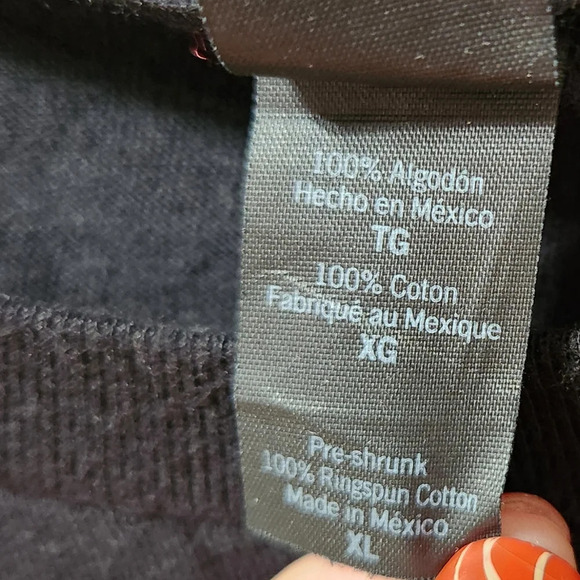 100% Algodón
Hecho en México
TG
100% Coton
Fabriqué au Mexique
XG
Pre-shrunk
100% Ringspun Cotton
Made in México
XL